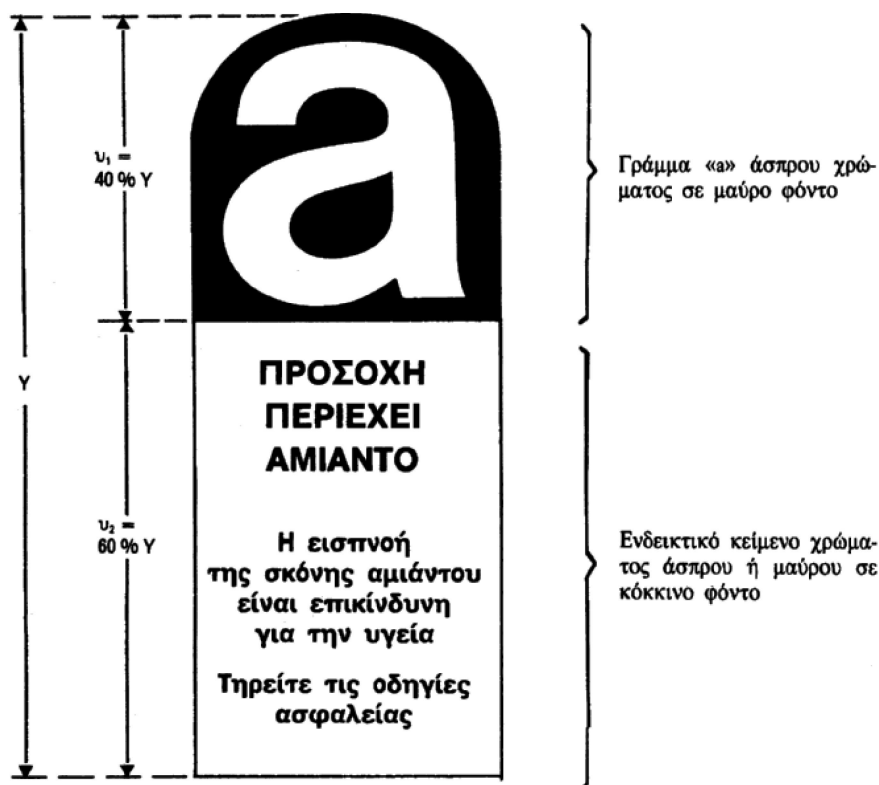 a
υ₁ =
40 % Υ
Γράμμα «a» άσπρου χρώ-
ματος σε μαύρο φόντο
Υ
ΠΡΟΣΟΧΗ
ΠΕΡΙΕΧΕΙ
ΑΜΙΑΝΤΟ
υ₂ =
60 % Υ
Η εισπνοή
της σκόνης αμιάντου
είναι επικίνδυνη
για την υγεία
Τηρείτε τις οδηγίες
ασφαλείας
Ενδεικτικό κείμενο χρώμα-
τος άσπρου ή μαύρου σε
κόκκινο φόντο